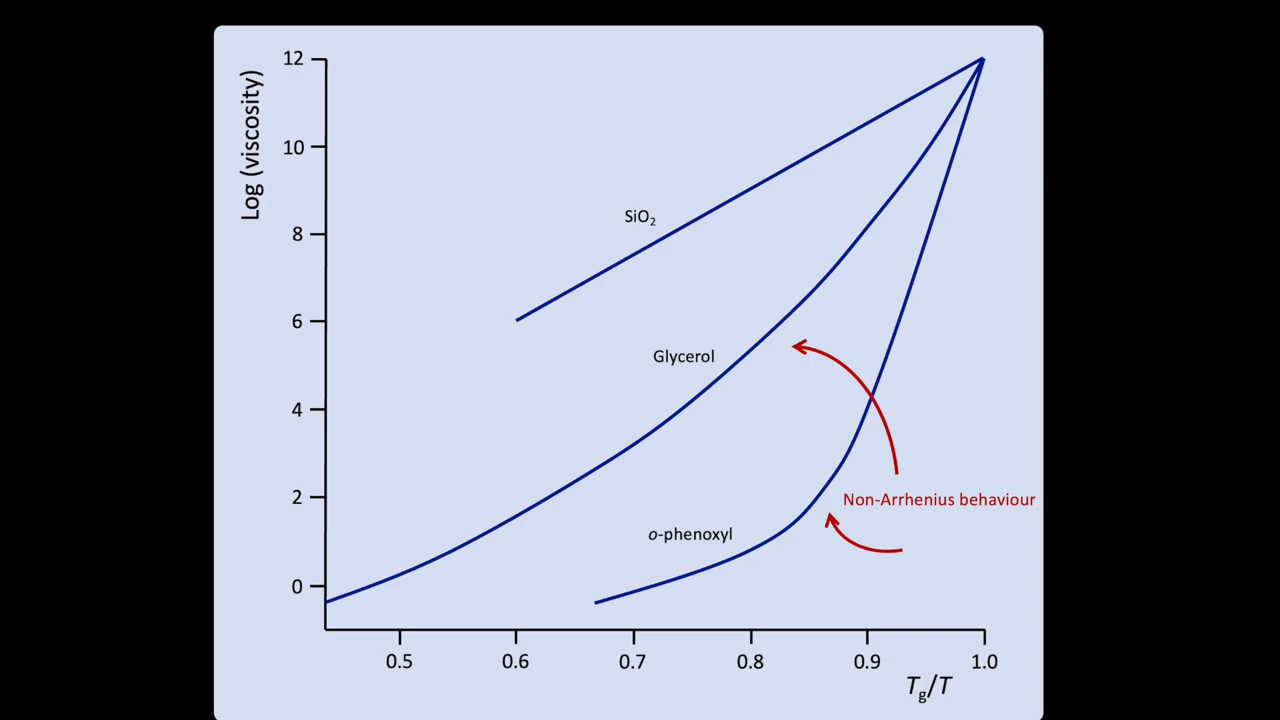 Log (viscosity)
12
10
8
6
4
2
0
SiO₂
Glycerol
o-phenoxyl
Non-Arrhenius behaviour
0.5 0.6 0.7 0.8 0.9 1.0
Tg/T